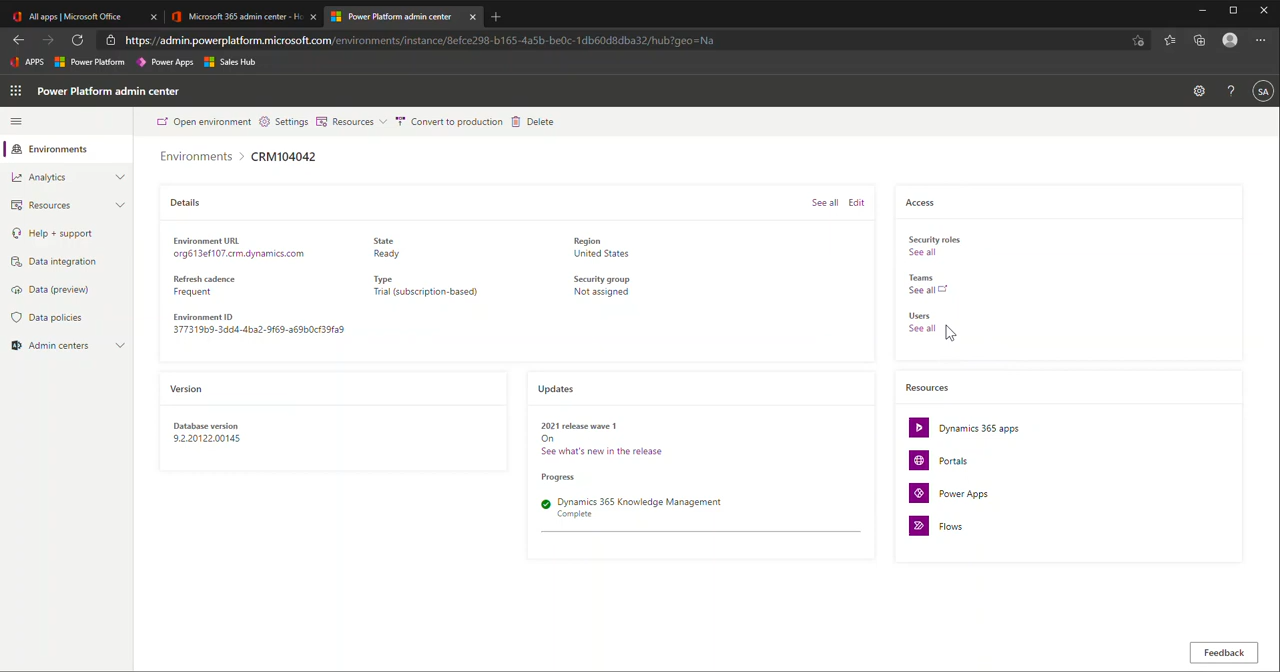 All apps | Microsoft Office
Microsoft 365 admin center - Ho
Power Platform admin center
https://admin.powerplatform.microsoft.com/environments/instance/8efce298-b165-4a5b-be0c-1db60d8dba32/hub?geo=Na
APPS
Power Platform
Power Apps
Sales Hub
Power Platform admin center
?
SA
Open environment
Settings
Resources
Convert to production
Delete
Environments
Analytics
Resources
Help + support
Data integration
Data (preview)
Data policies
Admin centers
Environments > CRM104042
Details
See all
Edit
Environment URL
org613ef107.crm.dynamics.com
State
Ready
Region
United States
Refresh cadence
Frequent
Type
Trial (subscription-based)
Security group
Not assigned
Environment ID
377319b9-3dd4-4ba2-9f69-a69b0cf39fa9
Access
Security roles
See all
Teams
See all
Users
See all
Version
Database version
9.2.20122.00145
Updates
2021 release wave 1
On
See what's new in the release
Progress
Dynamics 365 Knowledge Management
Complete
Resources
Dynamics 365 apps
Portals
Power Apps
Flows
Feedback